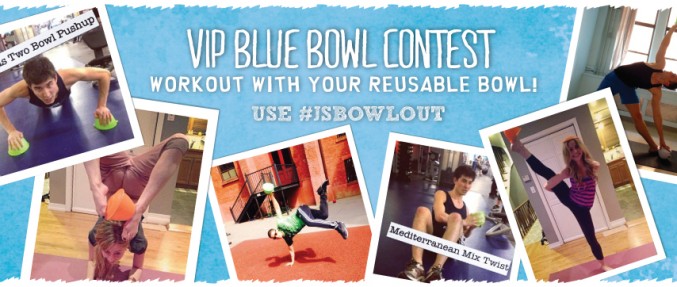 VIP BLUE BOWL CONTEST
WORKOUT WITH YOUR REUSABLE BOWL!
USE #JSBOWLOUT
Two Bowl Pushup
Mediterranean Mix Twist